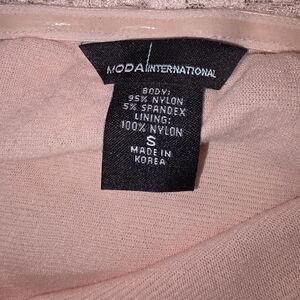 MODA INTERNATIONAL
BODY:
95% NYLON
5% SPANDEX
LINING:
100% NYLON
S
MADE IN
KOREA